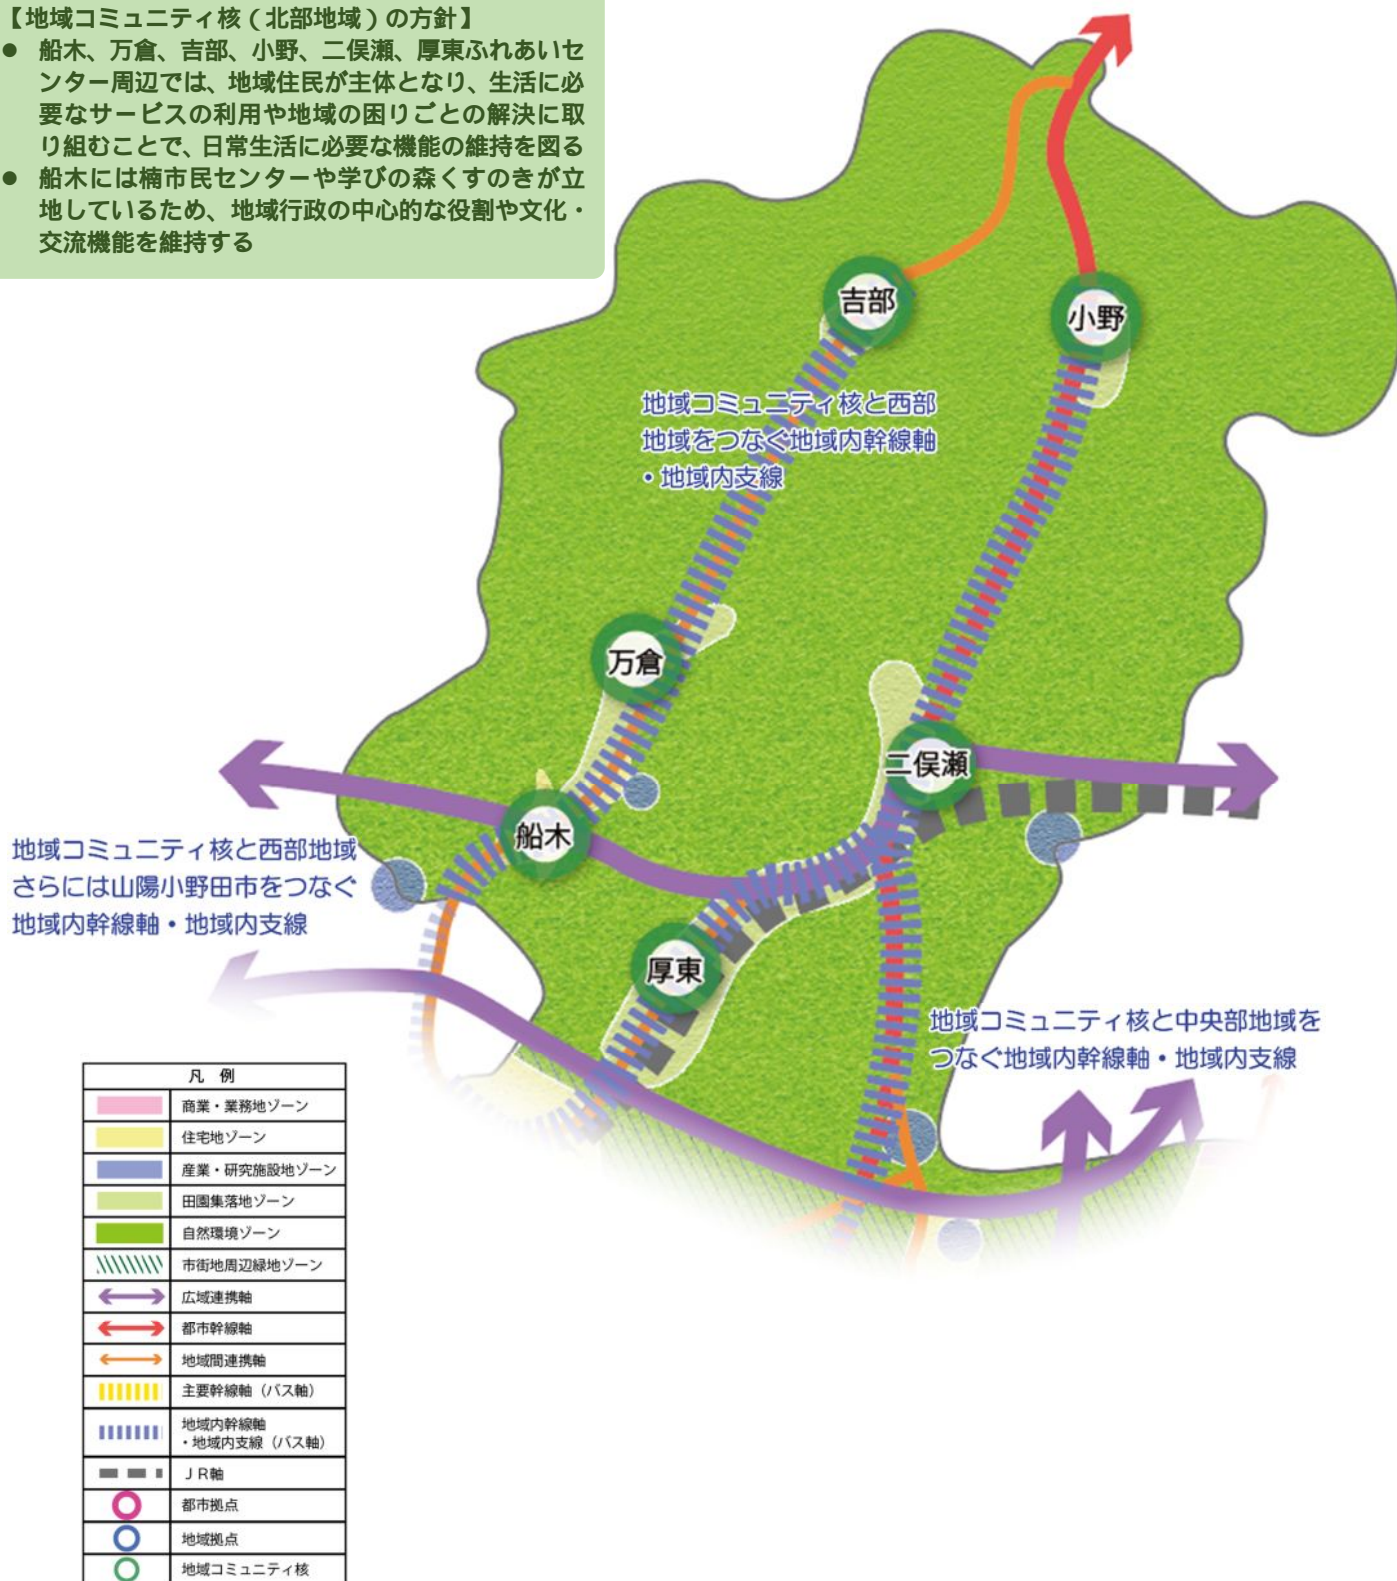 【地域コミュニティ核（北部地域）の方針】
● 船木、万倉、吉部、小野、二俣瀬、厚東ふれあいセ
ンター周辺では、地域住民が主体となり、生活に必
要なサービスの利用や地域の困りごとの解決に取
り組むことで、日常生活に必要な機能の維持を図る
● 船木には楠市民センターや学びの森くすのきが立
地しているため、地域行政の中心的な役割や文化・
交流機能を維持する
吉部
小野
地域コミュニティ核と西部
地域をつなぐ地域内幹線軸
・地域内支線
万倉
二俣瀬
船木
地域コミュニティ核と西部地域
さらには山陽小野田市をつなぐ
地域内幹線軸・地域内支線
厚東
地域コミュニティ核と中央部地域を
つなぐ地域内幹線軸・地域内支線
凡 例
商業・業務地ゾーン
住宅地ゾーン
産業・研究施設地ゾーン
田園集落地ゾーン
自然環境ゾーン
市街地周辺緑地ゾーン
広域連携軸
都市幹線軸
地域間連携軸
主要幹線軸（バス軸）
地域内幹線軸
・地域内支線（バス軸）
ＪＲ軸
都市拠点
地域拠点
地域コミュニティ核